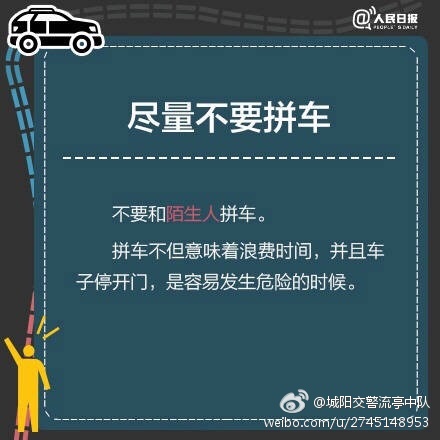 @人民日报
PEOPLE'S DAILY
尽量不要拼车
不要和陌生人拼车。
拼车不但意味着浪费时间，并且车
子停开门，是容易发生危险的时候。
@城阳交警流亭中队
weibo.com/u/2745148953